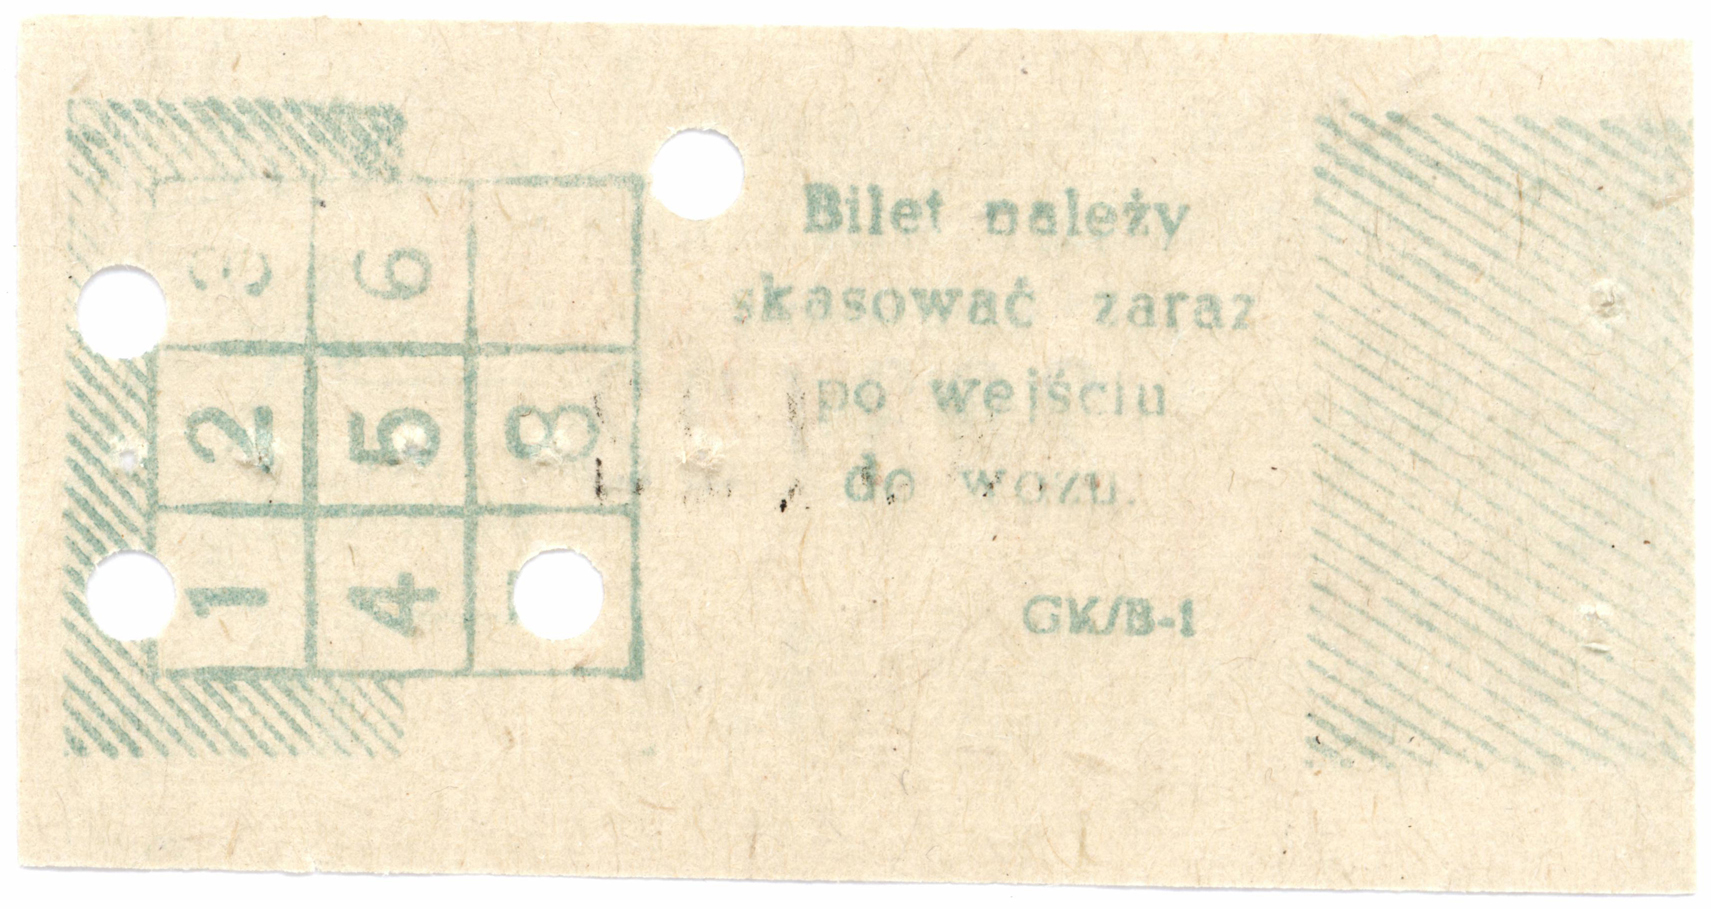 3 6
2 5 8
1 4
Bilet należy
skasować zaraz
po wejściu
do wozu.
GK/B-1